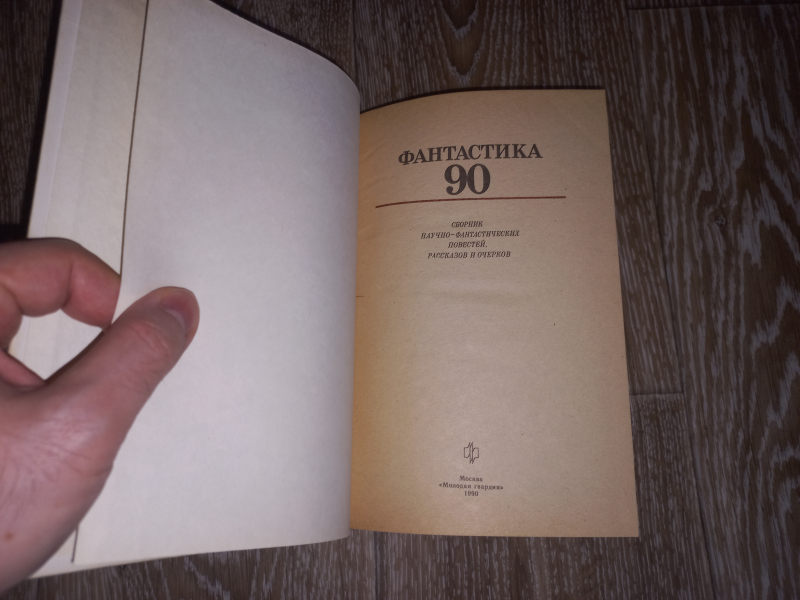 ФАНТАСТИКА
90
СБОРНИК
НАУЧНО-ФАНТАСТИЧЕСКИХ
ПОВЕСТЕЙ,
РАССКАЗОВ И ОЧЕРКОВ
Москва
«Молодая гвардия»
1990